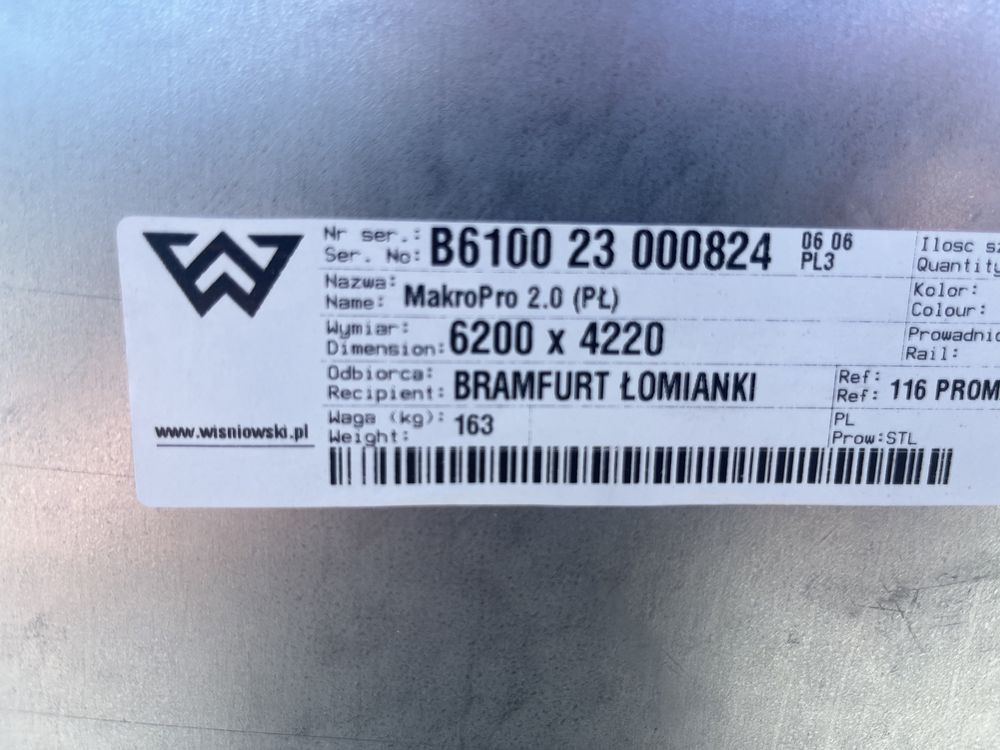 Nr ser.: B6100 23 000824 06 06
Ser. No: PL3
Ilosc
Quantity
Nazwa:
Name: MakroPro 2.0 (PŁ)
Kolor:
Colour:
Wymiar:
Dimension: 6200 x 4220
Prowadnic
Rail:
Odbiorca:
Recipient: BRAMFURT ŁOMIANKI
Ref:
Ref: 116 PROM
Waga (kg): 163
Weight:
PL
Prow:STL
www.wisniowski.pl